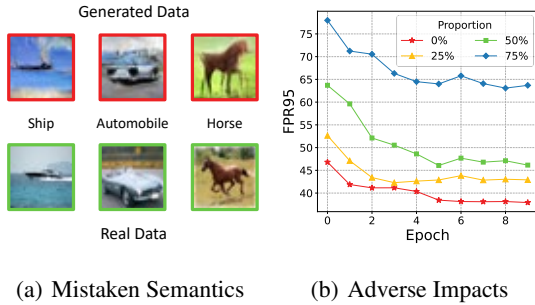 Generated Data
Ship
Automobile
Horse
Real Data
(a) Mistaken Semantics
FPR95
75
70
65
60
55
50
45
40
Proportion
0%
25%
50%
75%
0
2
4
6
8
Epoch
(b) Adverse Impacts